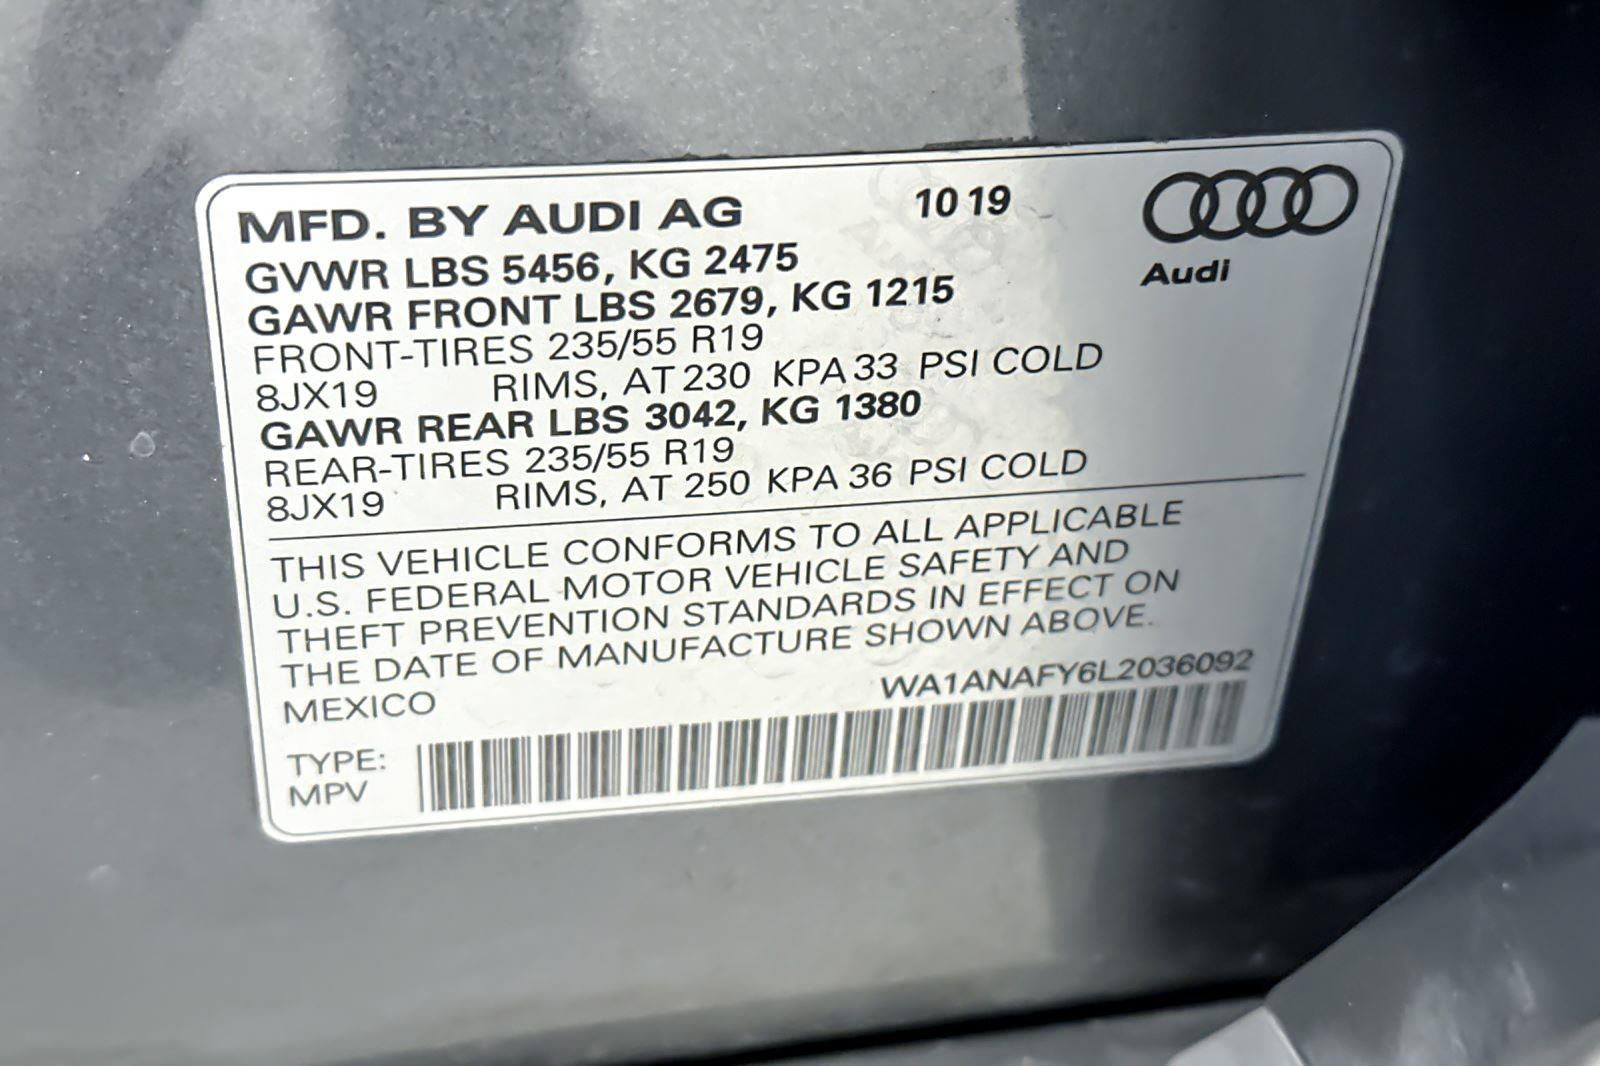 MFD. BY AUDI AG 10 19
Audi
GVWR LBS 5456, KG 2475
GAWR FRONT LBS 2679, KG 1215
FRONT-TIRES 235/55 R19
8JX19 RIMS, AT 230 KPA 33 PSI COLD
GAWR REAR LBS 3042, KG 1380
REAR-TIRES 235/55 R19
8JX19 RIMS, AT 250 KPA 36 PSI COLD
THIS VEHICLE CONFORMS TO ALL APPLICABLE
U.S. FEDERAL MOTOR VEHICLE SAFETY AND
THEFT PREVENTION STANDARDS IN EFFECT ON
THE DATE OF MANUFACTURE SHOWN ABOVE.
MEXICO WA1ANAFY6L2036092
TYPE:
MPV